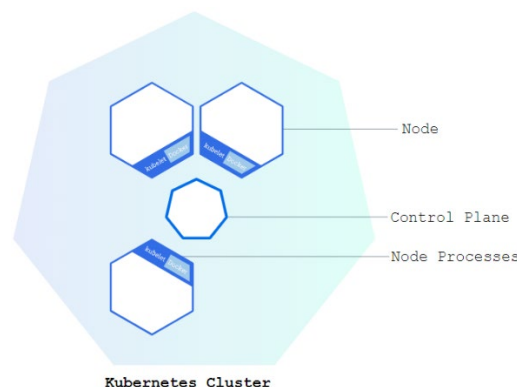 kubelet
Docker
kubelet
Docker
Node
Control Plane
kubelet
Docker
Node Processes
Kubernetes Cluster